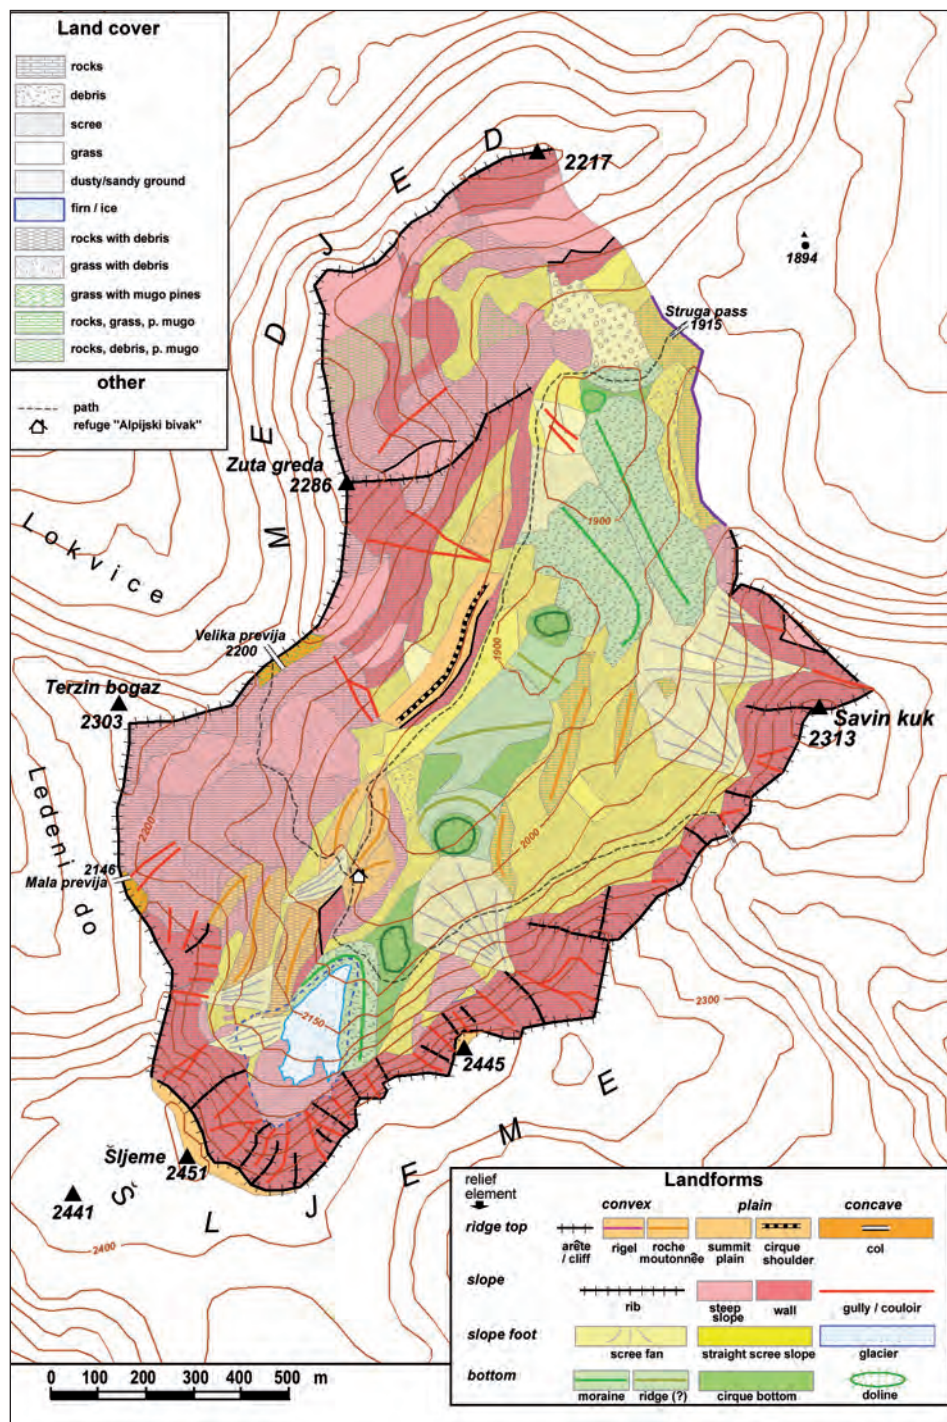 Land cover
rocks
debris
scree
grass
dusty/sandy ground
firn / ice
rocks with debris
grass with debris
grass with mugo pines
rocks, grass, p. mugo
rocks, debris, p. mugo
other
path
refuge "Alpijski bivak"
M E D J E D
2217
1894
Struga pass
1915
Zuta greda
2286
Lokvice
1900
Velika previja
2200
1900
Terzin bogaz
2303
Šavin kuk
2313
Ledeni do
2200
2000
2146
Mala previja
2150
2300
2445
Šljeme
2451
2441
Š L J E M E
2400
Landforms
relief
element
convex
plain
concave
ridge top
arête
/ cliff
rigel
roche
moutonnêe
summit
plain
cirque
shoulder
col
slope
rib
steep
slope
wall
gully / couloir
slope foot
scree fan
straight scree slope
glacier
bottom
moraine
ridge (?)
cirque bottom
doline
0 100 200 300 400 500 m